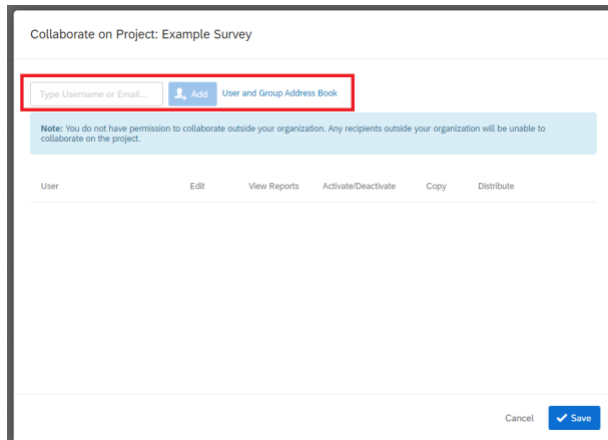 Collaborate on Project: Example Survey
Type Username or Email... Add User and Group Address Book
Note: You do not have permission to collaborate outside your organization. Any recipients outside your organization will be unable to
collaborate on the project.
User Edit View Reports Activate/Deactivate Copy Distribute
Cancel Save